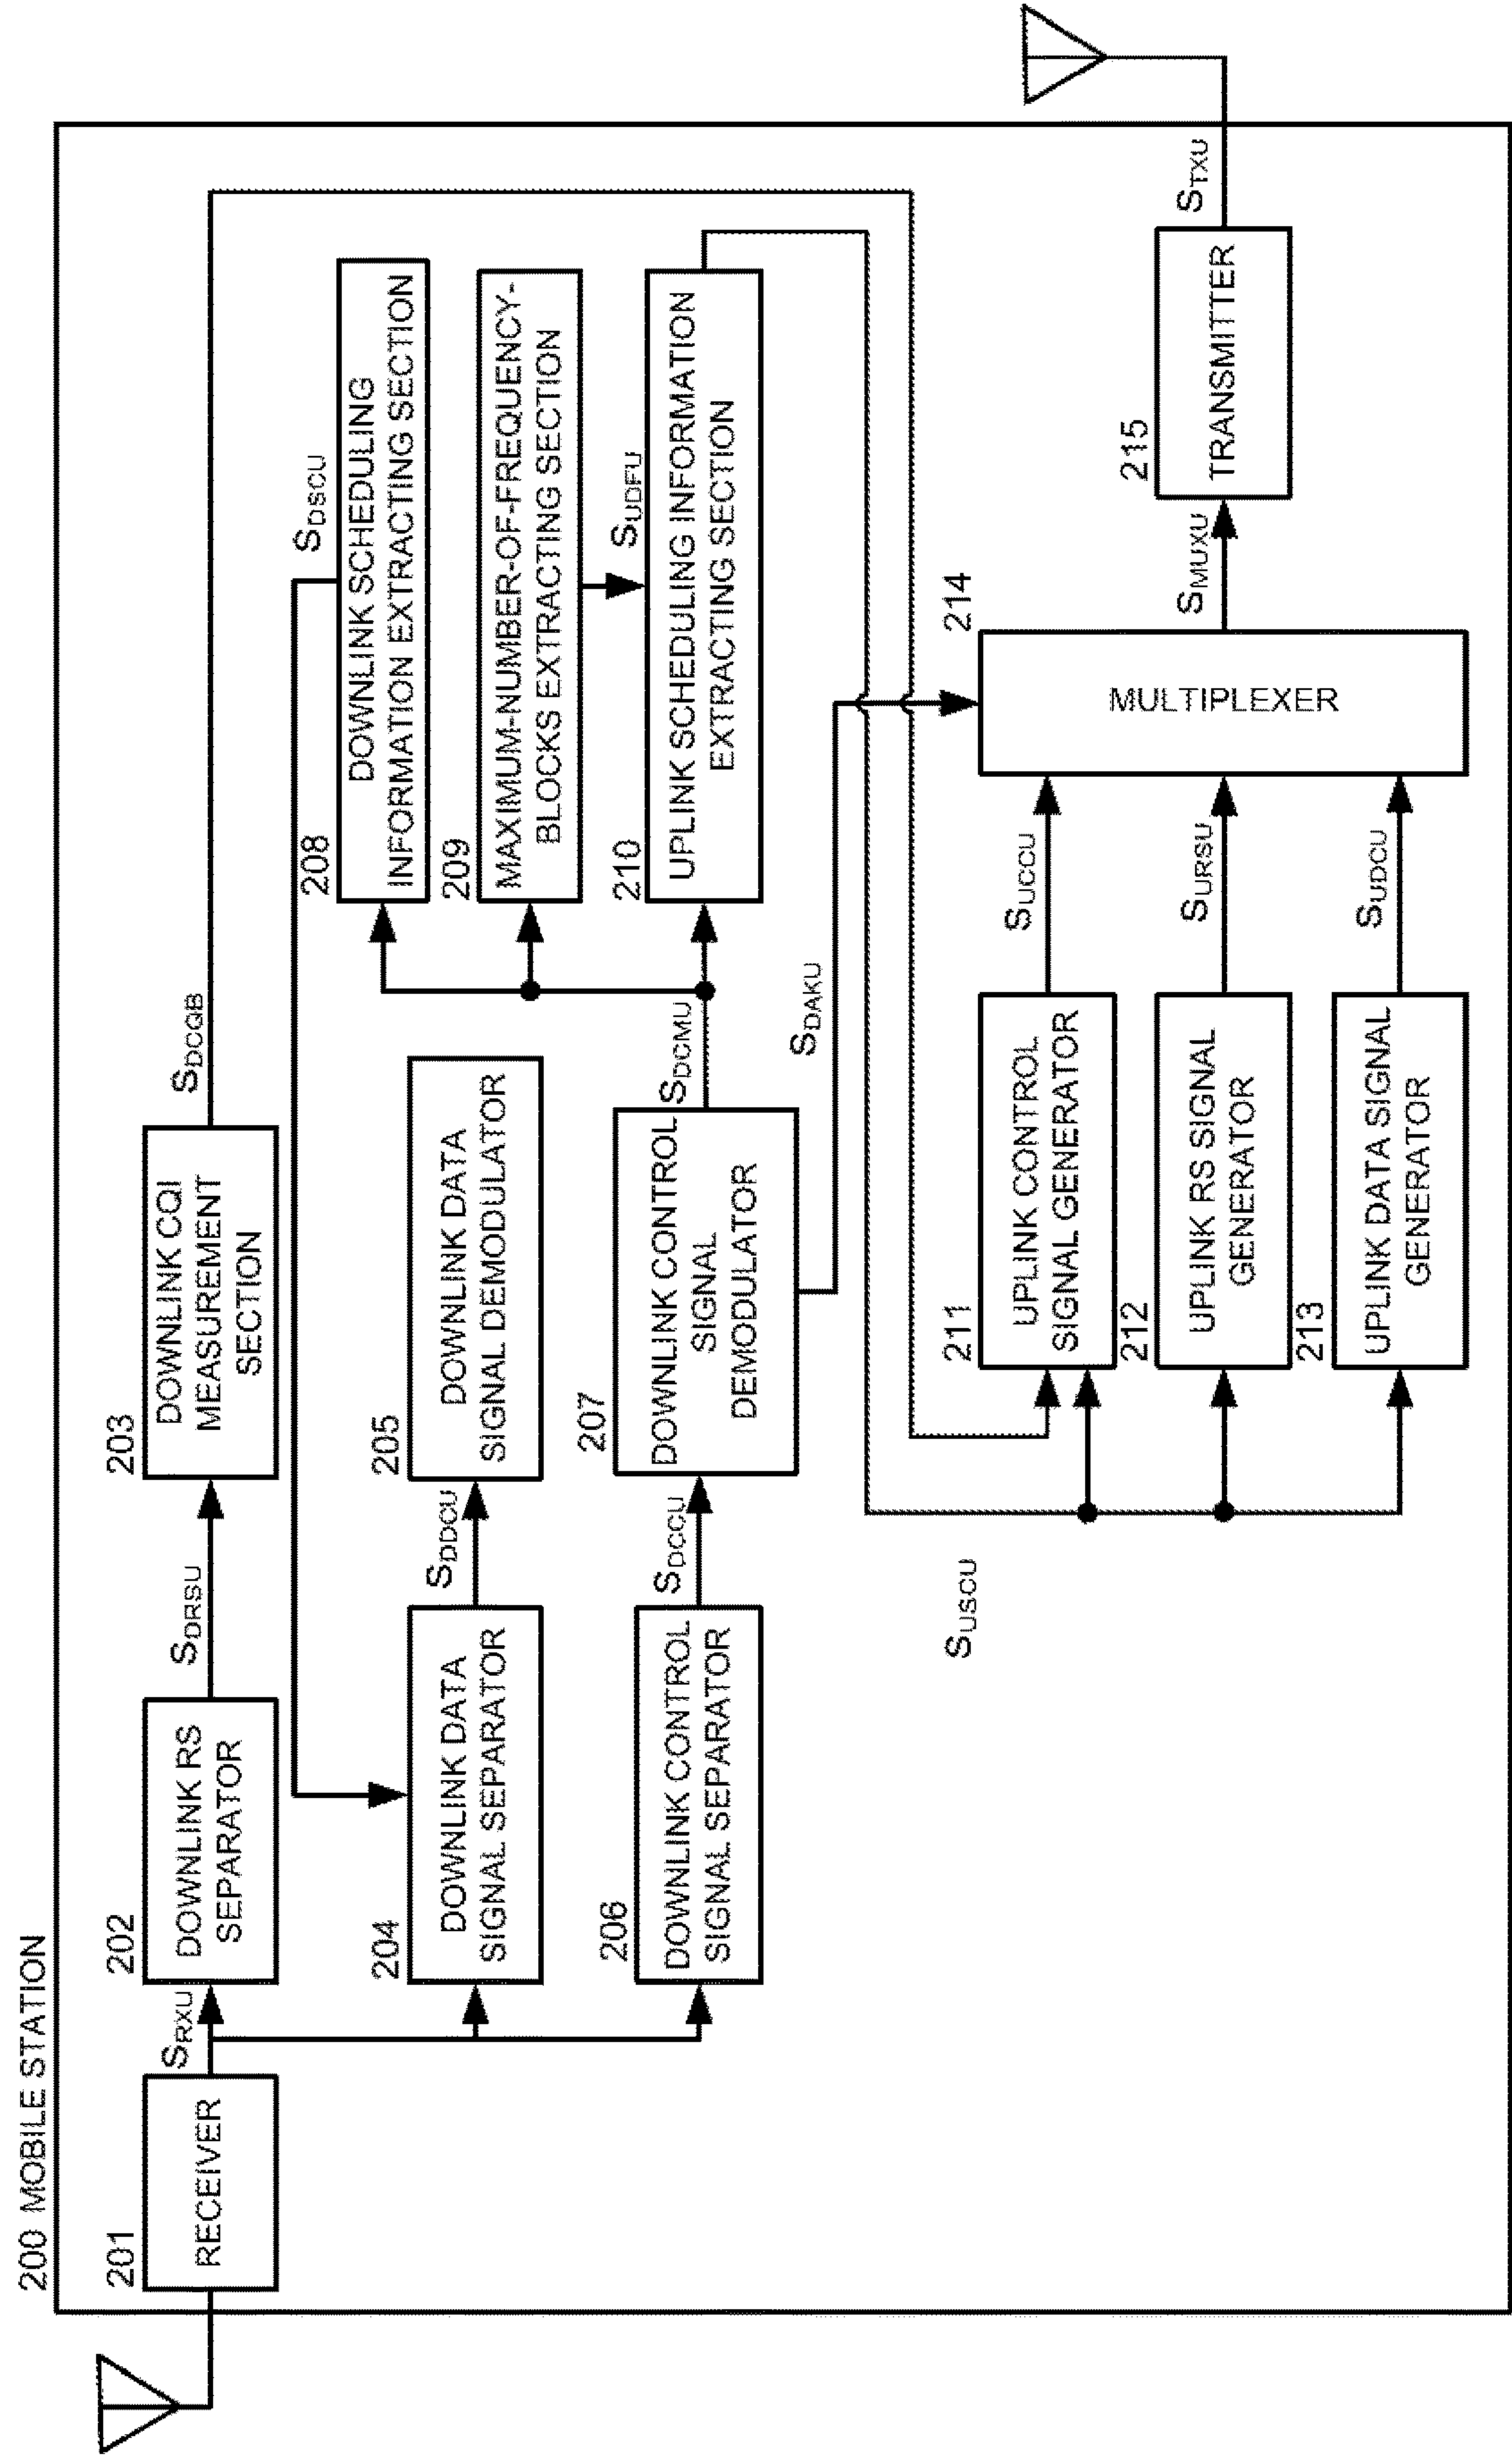 200 MOBILE STATION
201
RECEIVER
SRXU
202
DOWNLINK RS
SEPARATOR
SDRSU
203
DOWNLINK CQI
MEASUREMENT
SECTION
SDCQB
204
DOWNLINK DATA
SIGNAL SEPARATOR
SDDCU
205
DOWNLINK DATA
SIGNAL DEMODULATOR
206
DOWNLINK CONTROL
SIGNAL SEPARATOR
SDCCU
207
DOWNLINK CONTROL
SIGNAL
DEMODULATOR
SDCMU
SDAKU
SDSCU
208
DOWNLINK SCHEDULING
INFORMATION EXTRACTING SECTION
209
MAXIMUM-NUMBER-OF-FREQUENCY-
BLOCKS EXTRACTING SECTION
SUDFU
210
UPLINK SCHEDULING INFORMATION
EXTRACTING SECTION
SUSCU
211
UPLINK CONTROL
SIGNAL GENERATOR
SUCCU
212
UPLINK RS SIGNAL
GENERATOR
SURSU
213
UPLINK DATA SIGNAL
GENERATOR
SUDCU
214
MULTIPLEXER
SMUXU
215
TRANSMITTER
STXU